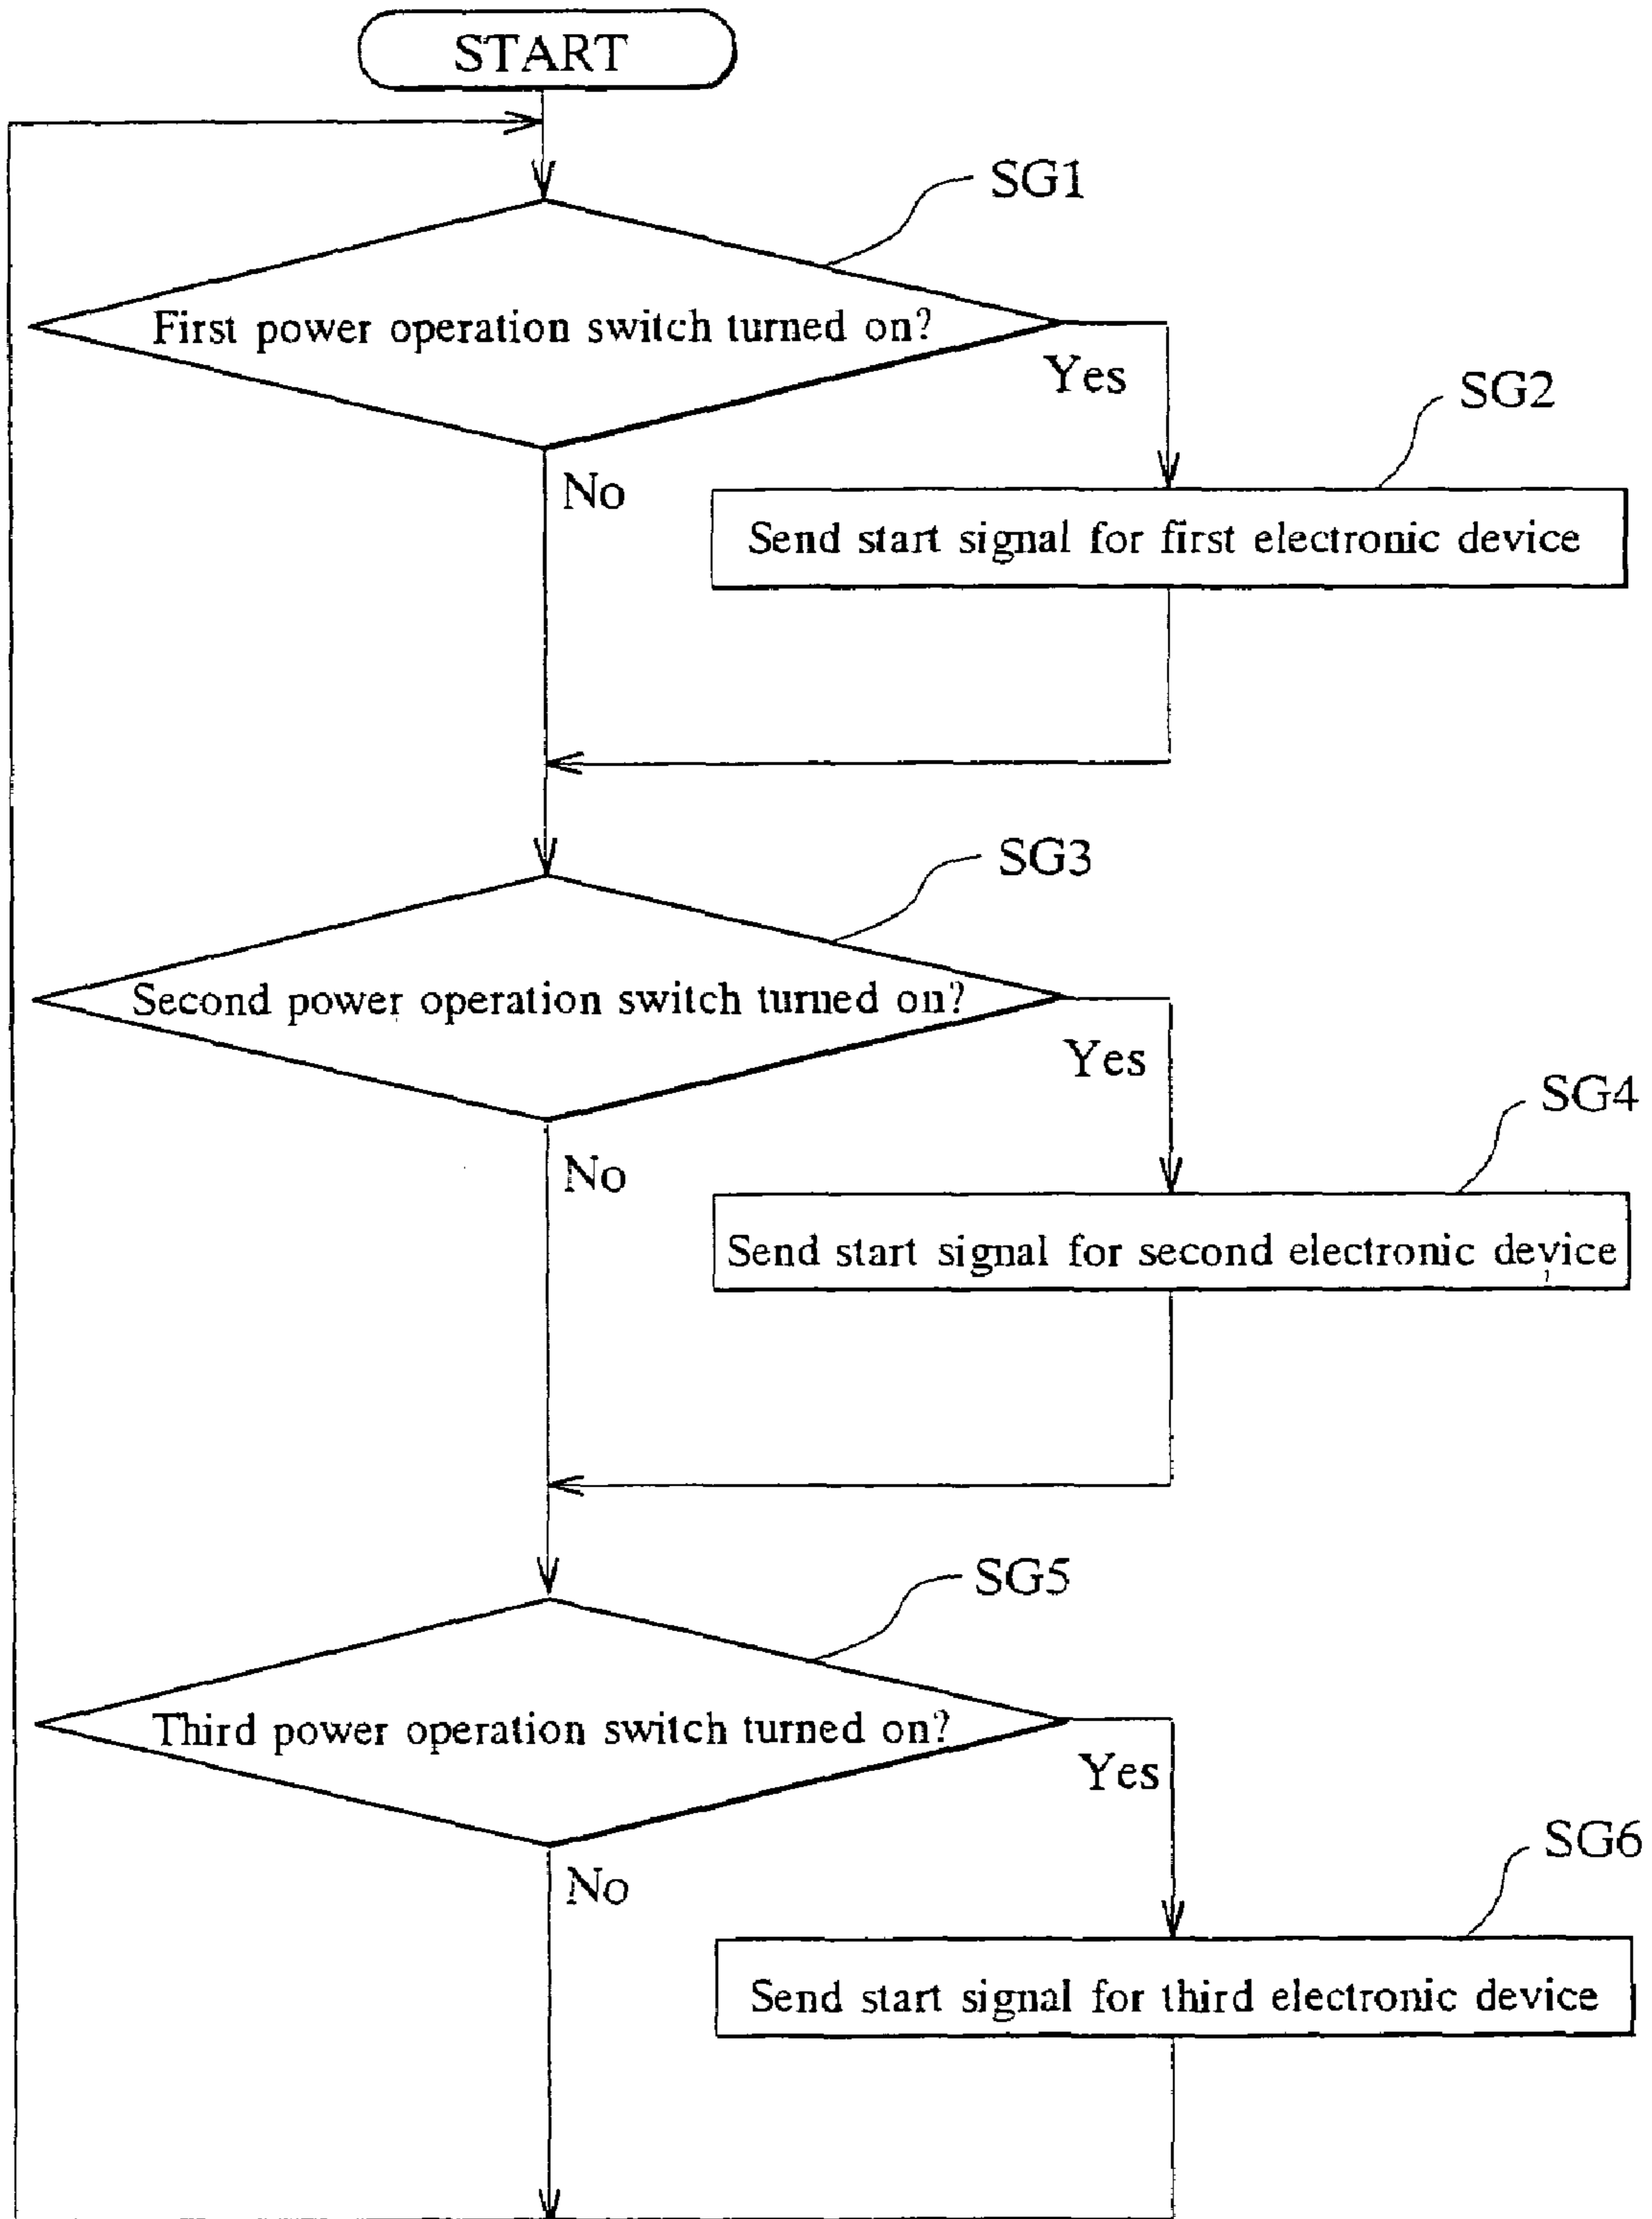 START
SG1
First power operation switch turned on?
Yes
SG2
No
Send start signal for first electronic device
SG3
Second power operation switch turned on?
Yes
SG4
No
Send start signal for second electronic device
SG5
Third power operation switch turned on?
Yes
SG6
No
Send start signal for third electronic device